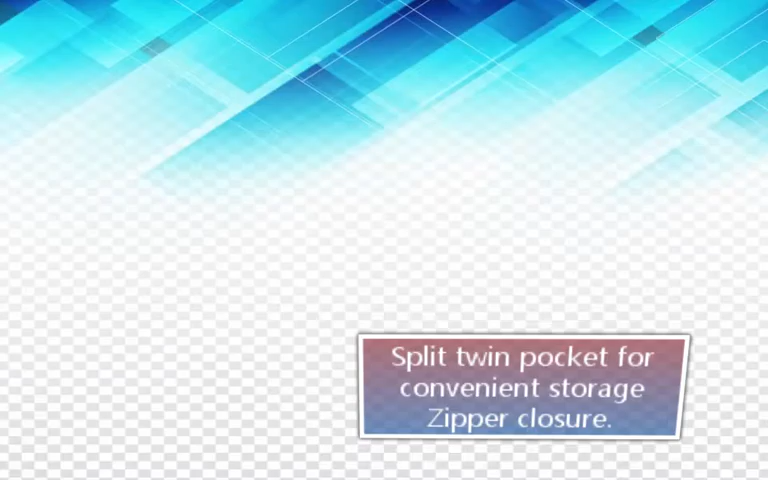 Split twin pocket for
convenient storage
Zipper closure.